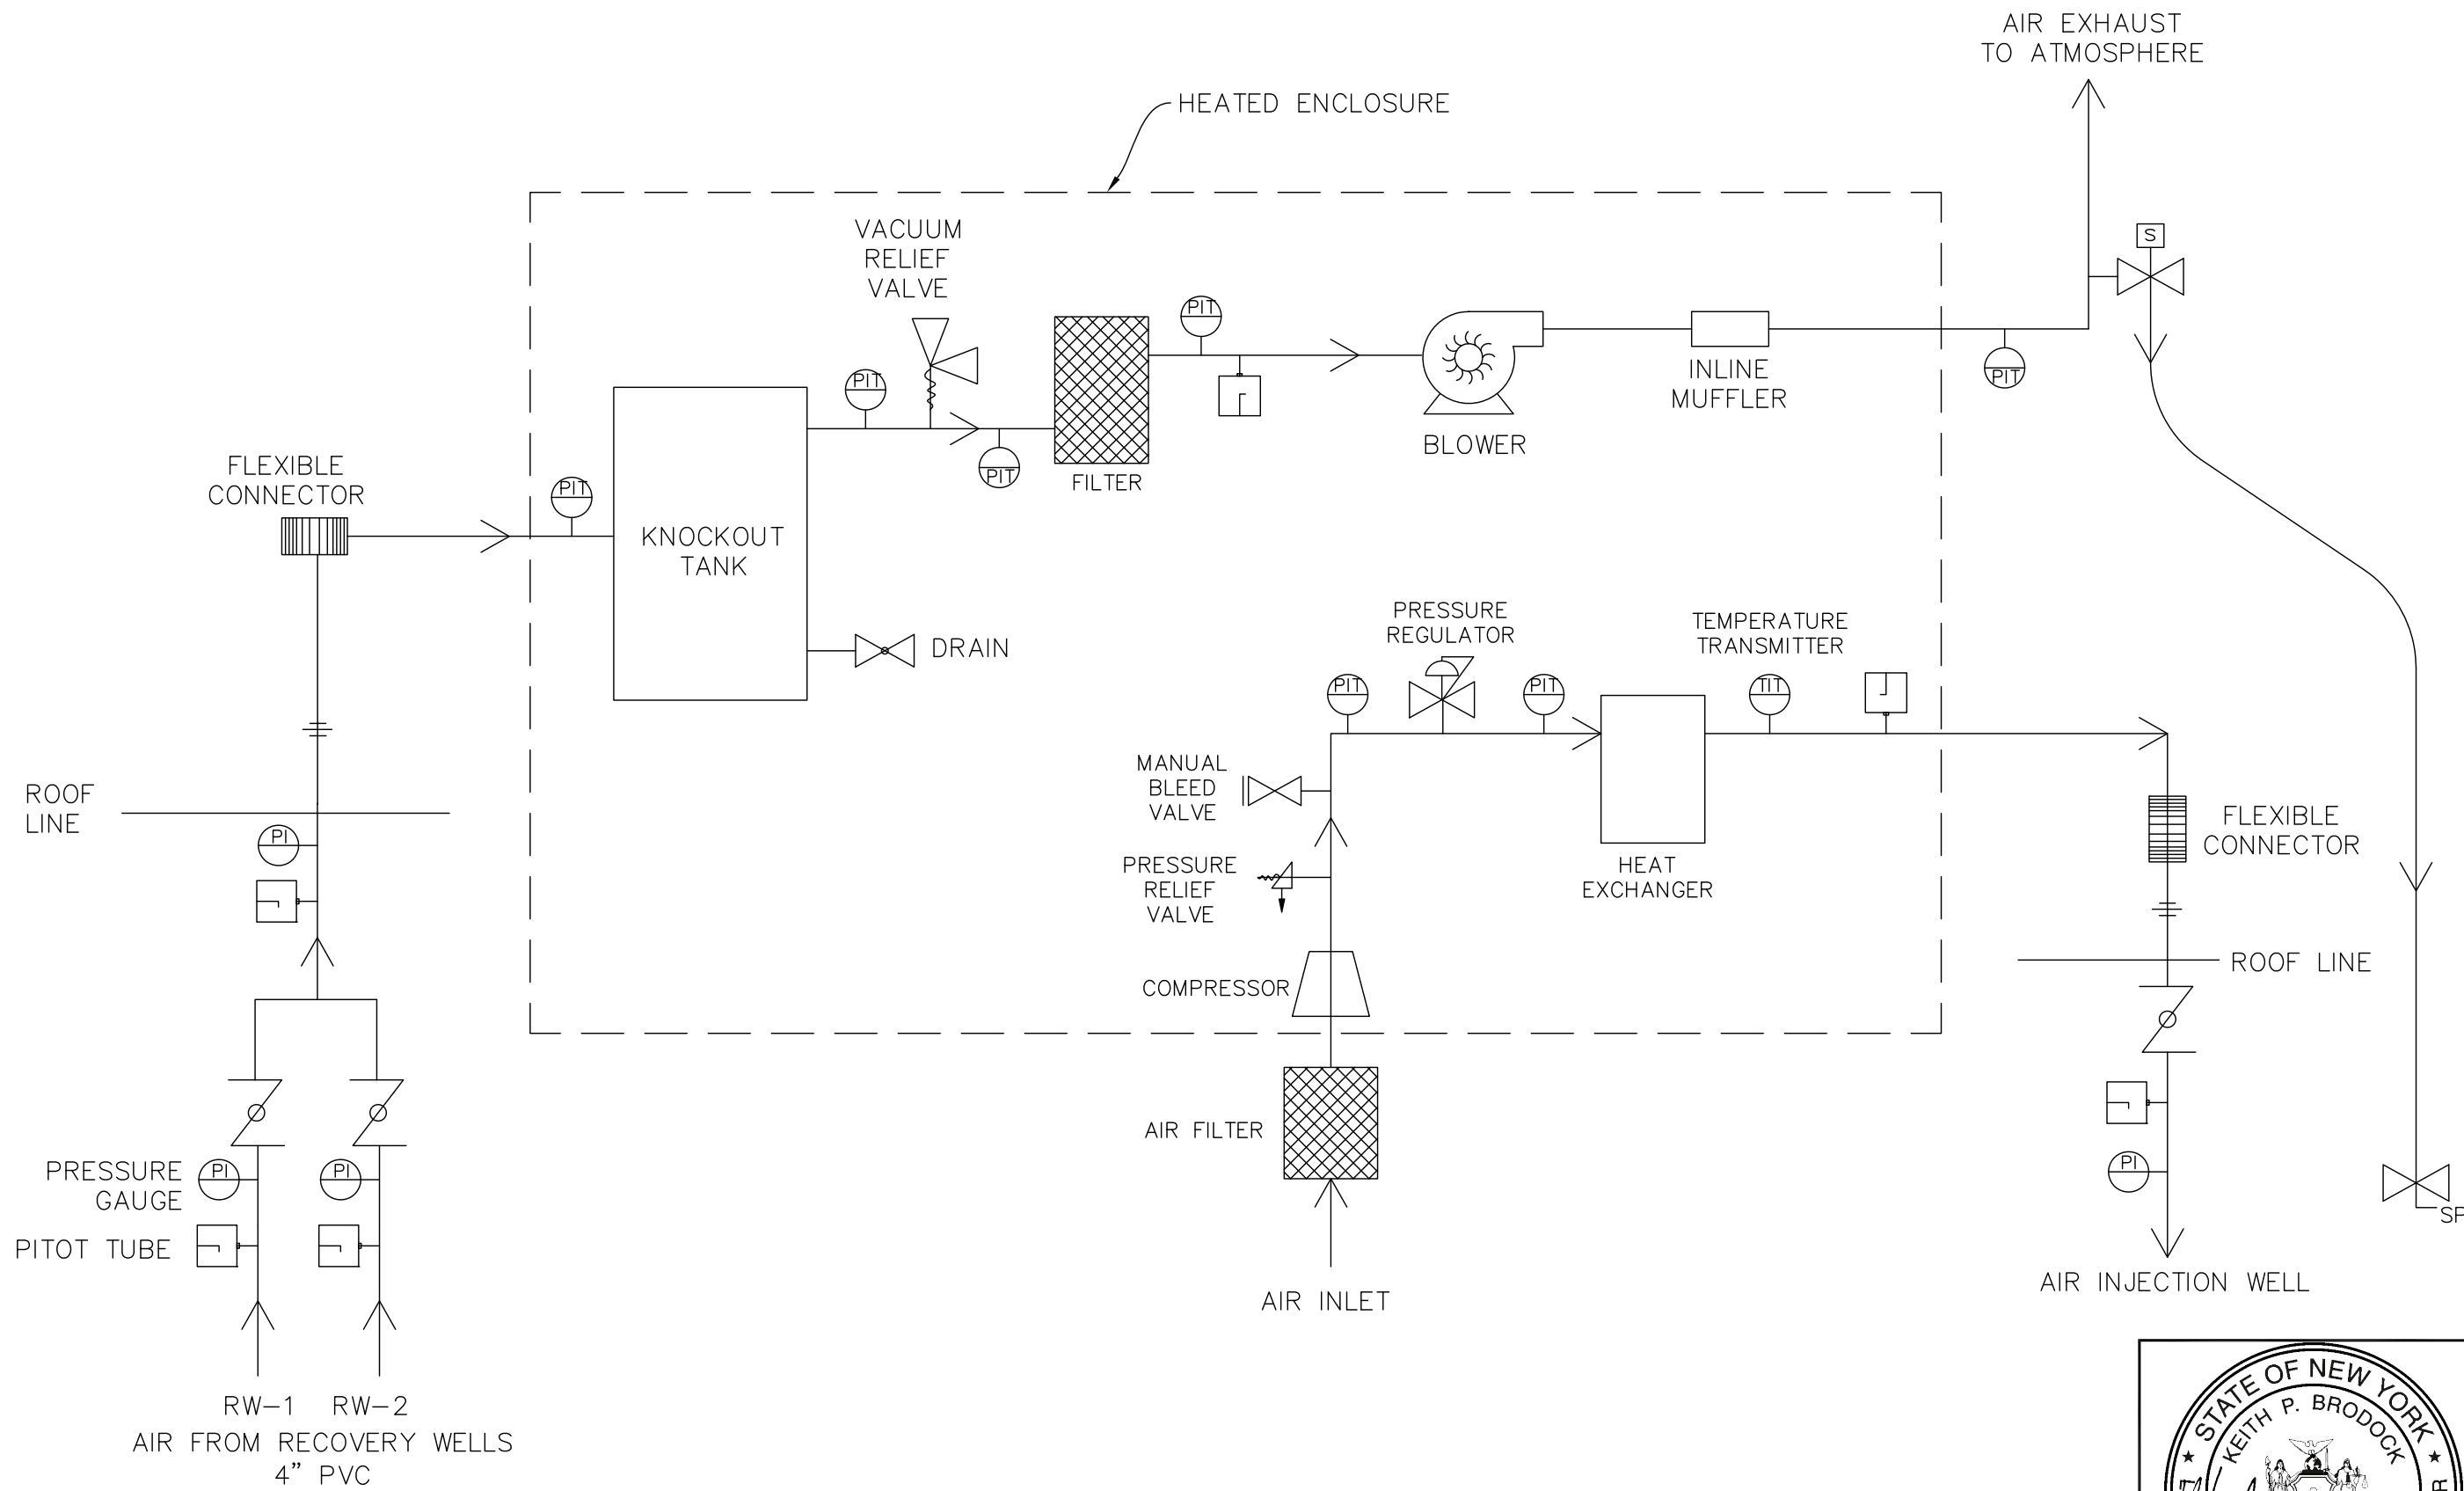 AIR EXHAUST
TO ATMOSPHERE
HEATED ENCLOSURE
VACUUM
RELIEF
VALVE
S
PIT
PIT
PIT
PIT
INLINE
MUFFLER
BLOWER
FILTER
FLEXIBLE
CONNECTOR
PIT
KNOCKOUT
TANK
DRAIN
PRESSURE
REGULATOR
TEMPERATURE
TRANSMITTER
PIT
PIT
TIT
MANUAL
BLEED
VALVE
ROOF
LINE
PI
FLEXIBLE
CONNECTOR
PRESSURE
RELIEF
VALVE
HEAT
EXCHANGER
COMPRESSOR
ROOF LINE
AIR FILTER
PRESSURE
GAUGE
PI
PI
PI
PITOT TUBE
SP
AIR INLET
AIR INJECTION WELL
RW-1 RW-2
AIR FROM RECOVERY WELLS
4" PVC
STATE OF NEW YORK
KEITH P. BRODOCK